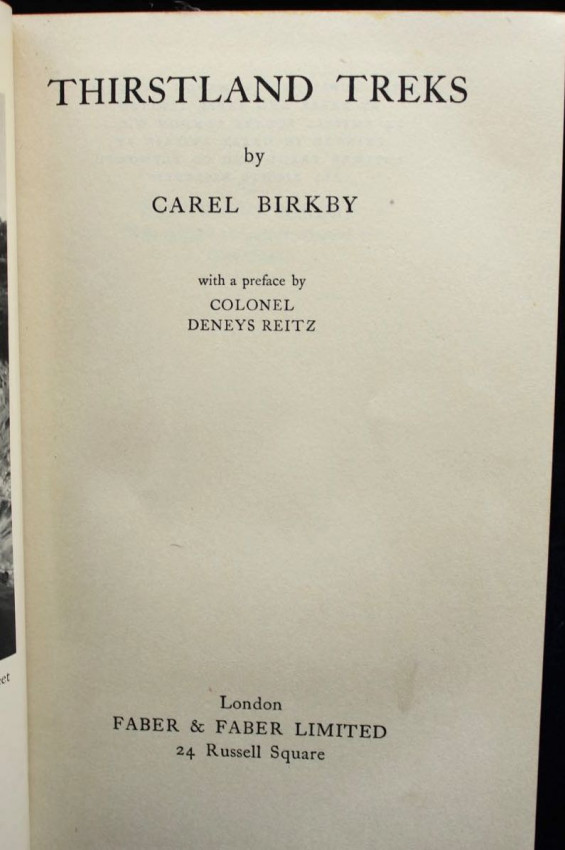 THIRSTLAND TREKS
by
CAREL BIRKBY
with a preface by
COLONEL
DENEYS REITZ
London
FABER & FABER LIMITED
24 Russell Square